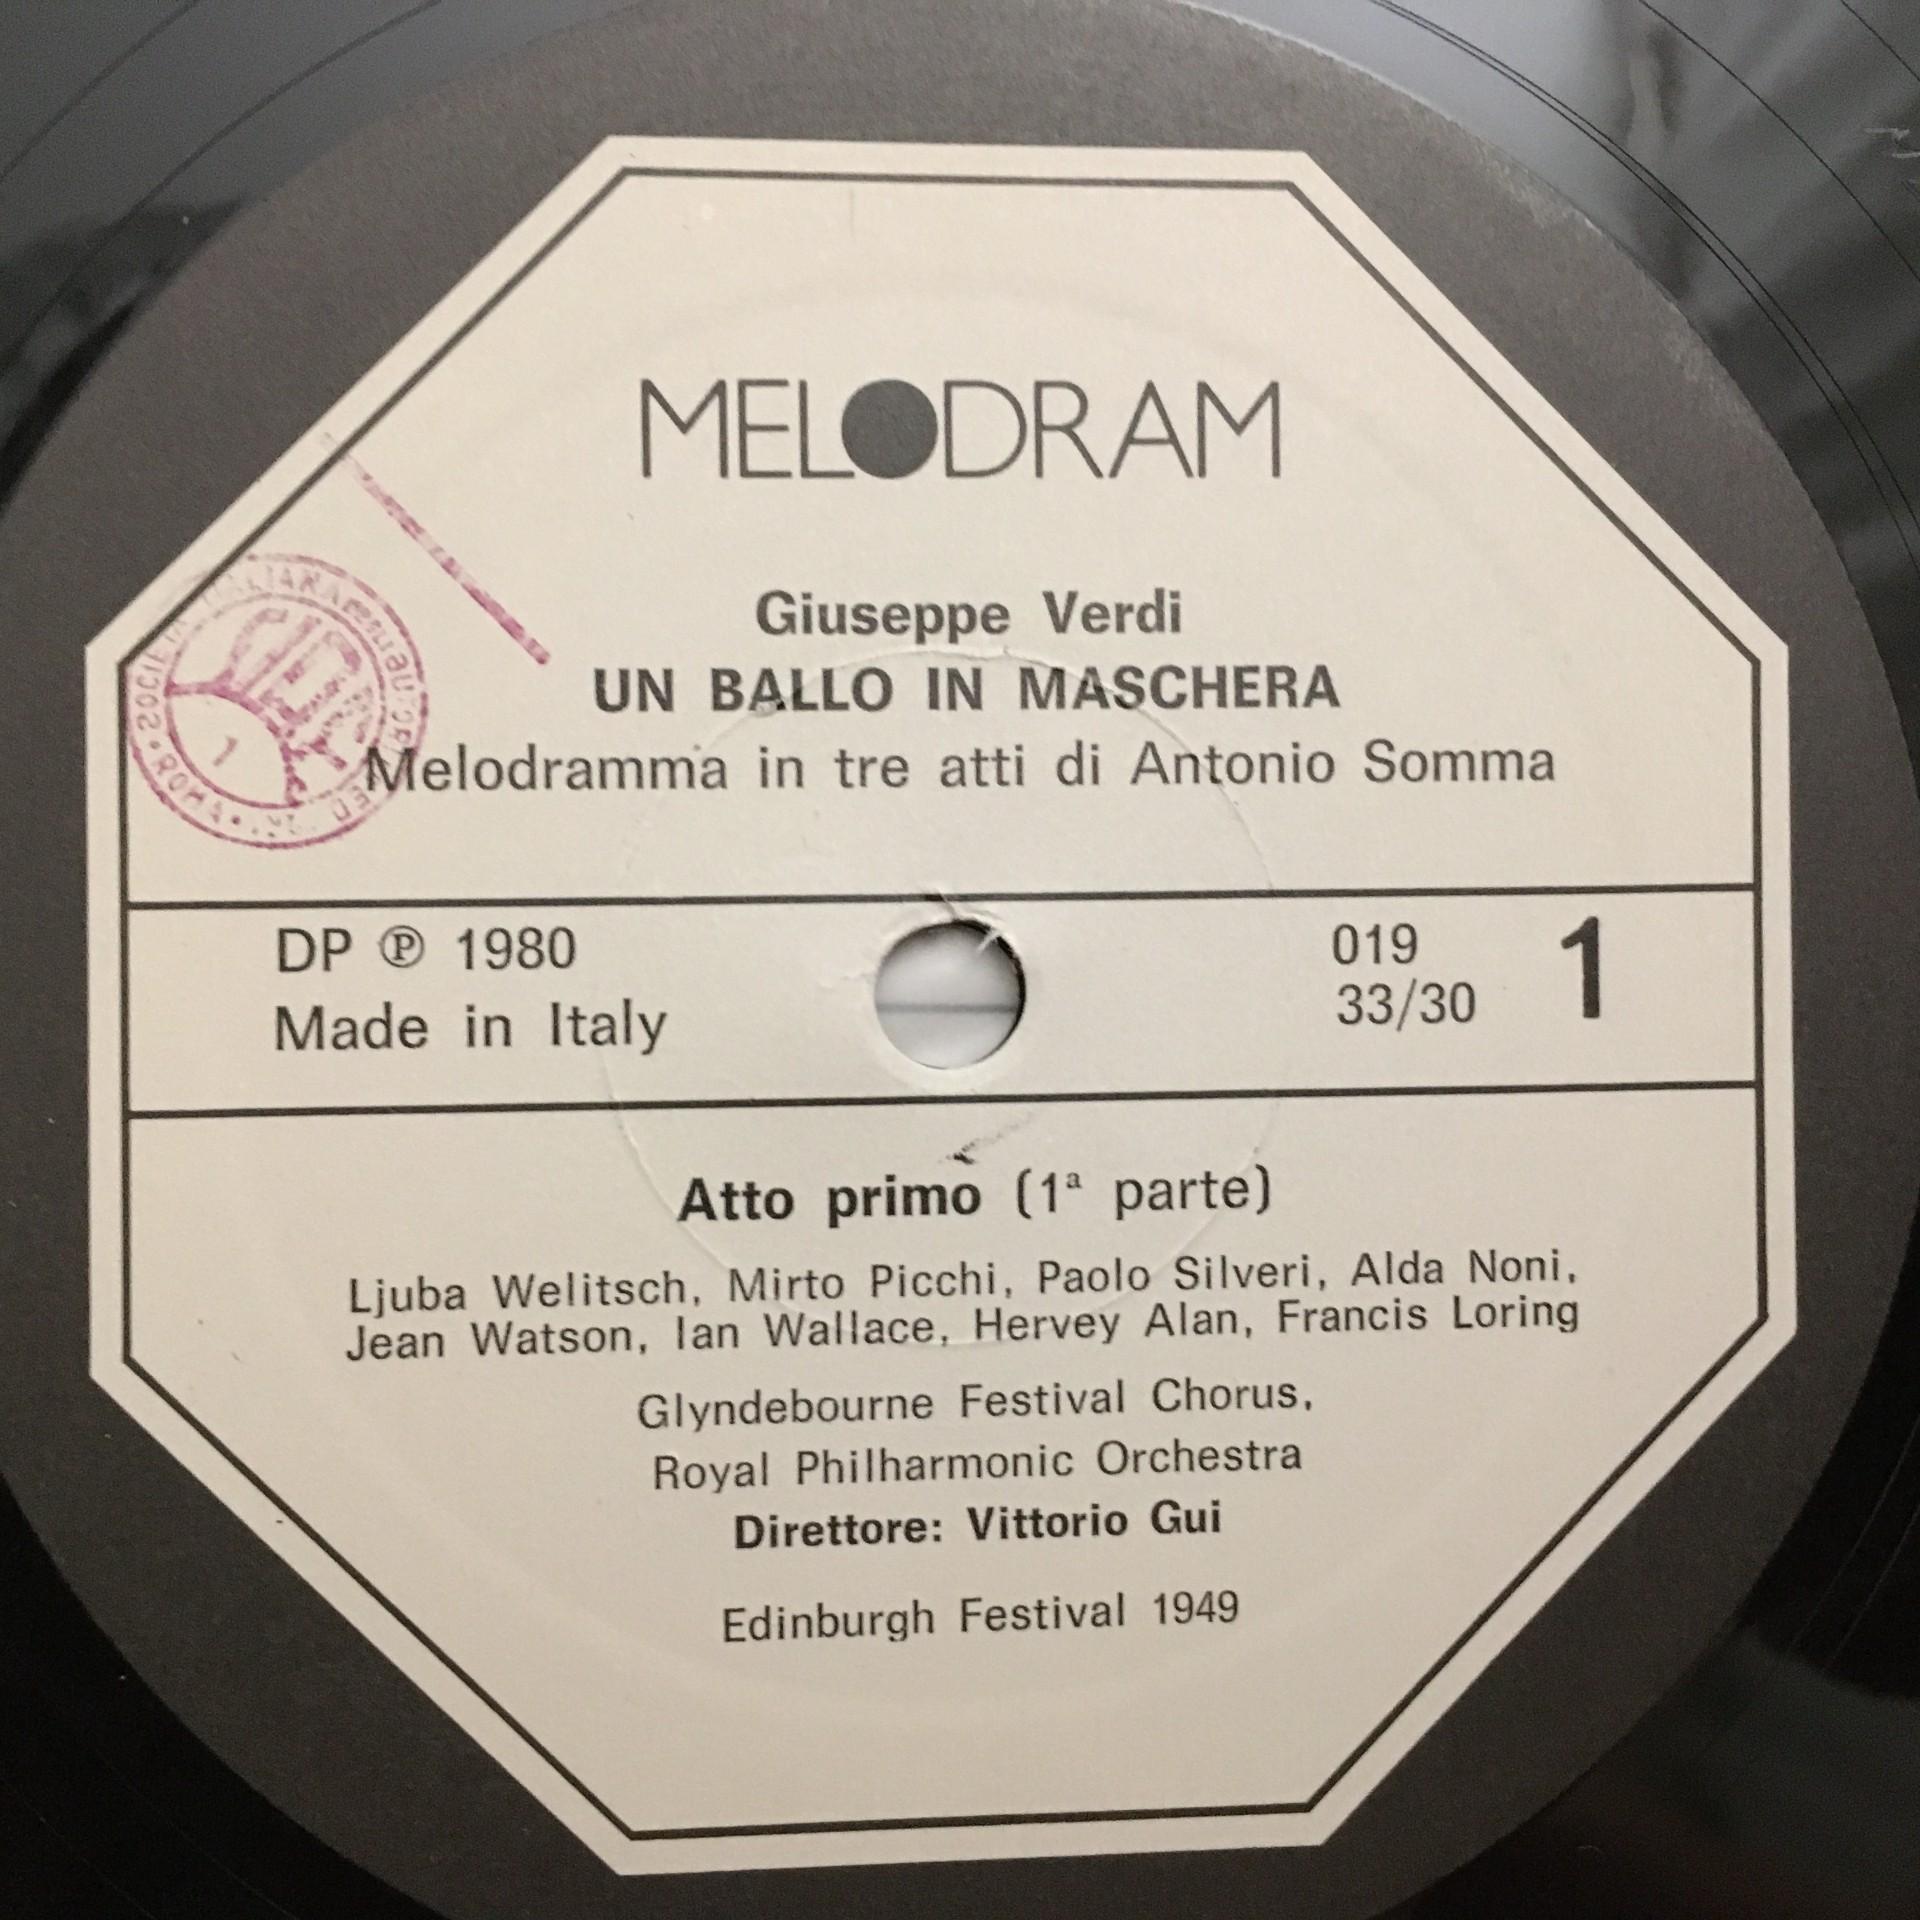 MELODRAM
Giuseppe Verdi
UN BALLO IN MASCHERA
Melodramma in tre atti di Antonio Somma
DP ℗ 1980
Made in Italy
019
33/30
1
Atto primo (1ª parte)
Ljuba Welitsch, Mirto Picchi, Paolo Silveri, Alda Noni,
Jean Watson, Ian Wallace, Hervey Alan, Francis Loring
Glyndebourne Festival Chorus,
Royal Philharmonic Orchestra
Direttore: Vittorio Gui
Edinburgh Festival 1949
ROMA